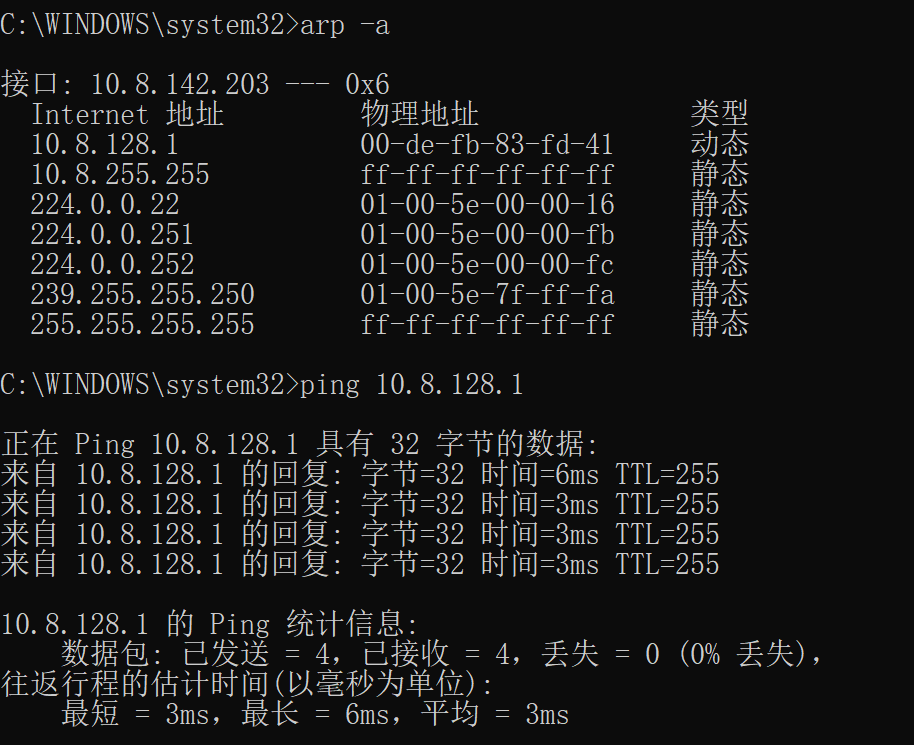 C:\WINDOWS\system32>arp -a
接口: 10.8.142.203 --- 0x6
Internet 地址 物理地址 类型
10.8.128.1 00-de-fb-83-fd-41 动态
10.8.255.255 ff-ff-ff-ff-ff-ff 静态
224.0.0.22 01-00-5e-00-00-16 静态
224.0.0.251 01-00-5e-00-00-fb 静态
224.0.0.252 01-00-5e-00-00-fc 静态
239.255.255.250 01-00-5e-7f-ff-fa 静态
255.255.255.255 ff-ff-ff-ff-ff-ff 静态
C:\WINDOWS\system32>ping 10.8.128.1
正在 Ping 10.8.128.1 具有 32 字节的数据:
来自 10.8.128.1 的回复: 字节=32 时间=6ms TTL=255
来自 10.8.128.1 的回复: 字节=32 时间=3ms TTL=255
来自 10.8.128.1 的回复: 字节=32 时间=3ms TTL=255
来自 10.8.128.1 的回复: 字节=32 时间=3ms TTL=255
10.8.128.1 的 Ping 统计信息:
数据包: 已发送 = 4，已接收 = 4，丢失 = 0 (0% 丢失)，
往返行程的估计时间(以毫秒为单位):
最短 = 3ms，最长 = 6ms，平均 = 3ms